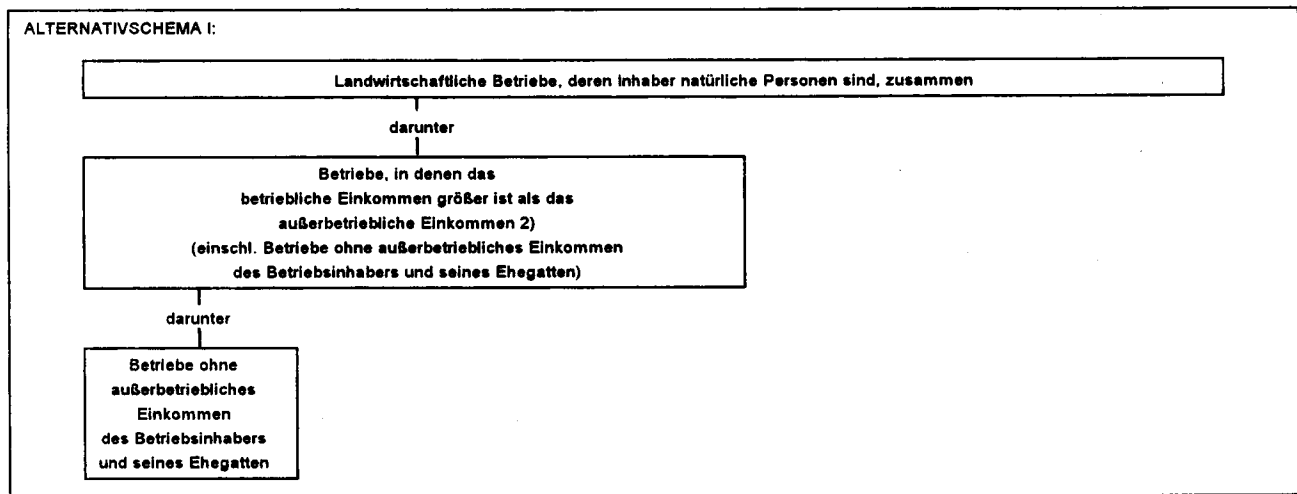 ALTERNATIVSCHEMA I:
Landwirtschaftliche Betriebe, deren Inhaber natürliche Personen sind, zusammen
darunter
Betriebe, in denen das
betriebliche Einkommen größer ist als das
außerbetriebliche Einkommen 2)
(einschl. Betriebe ohne außerbetriebliches Einkommen
des Betriebsinhabers und seines Ehegatten)
darunter
Betriebe ohne
außerbetriebliches
Einkommen
des Betriebsinhabers
und seines Ehegatten